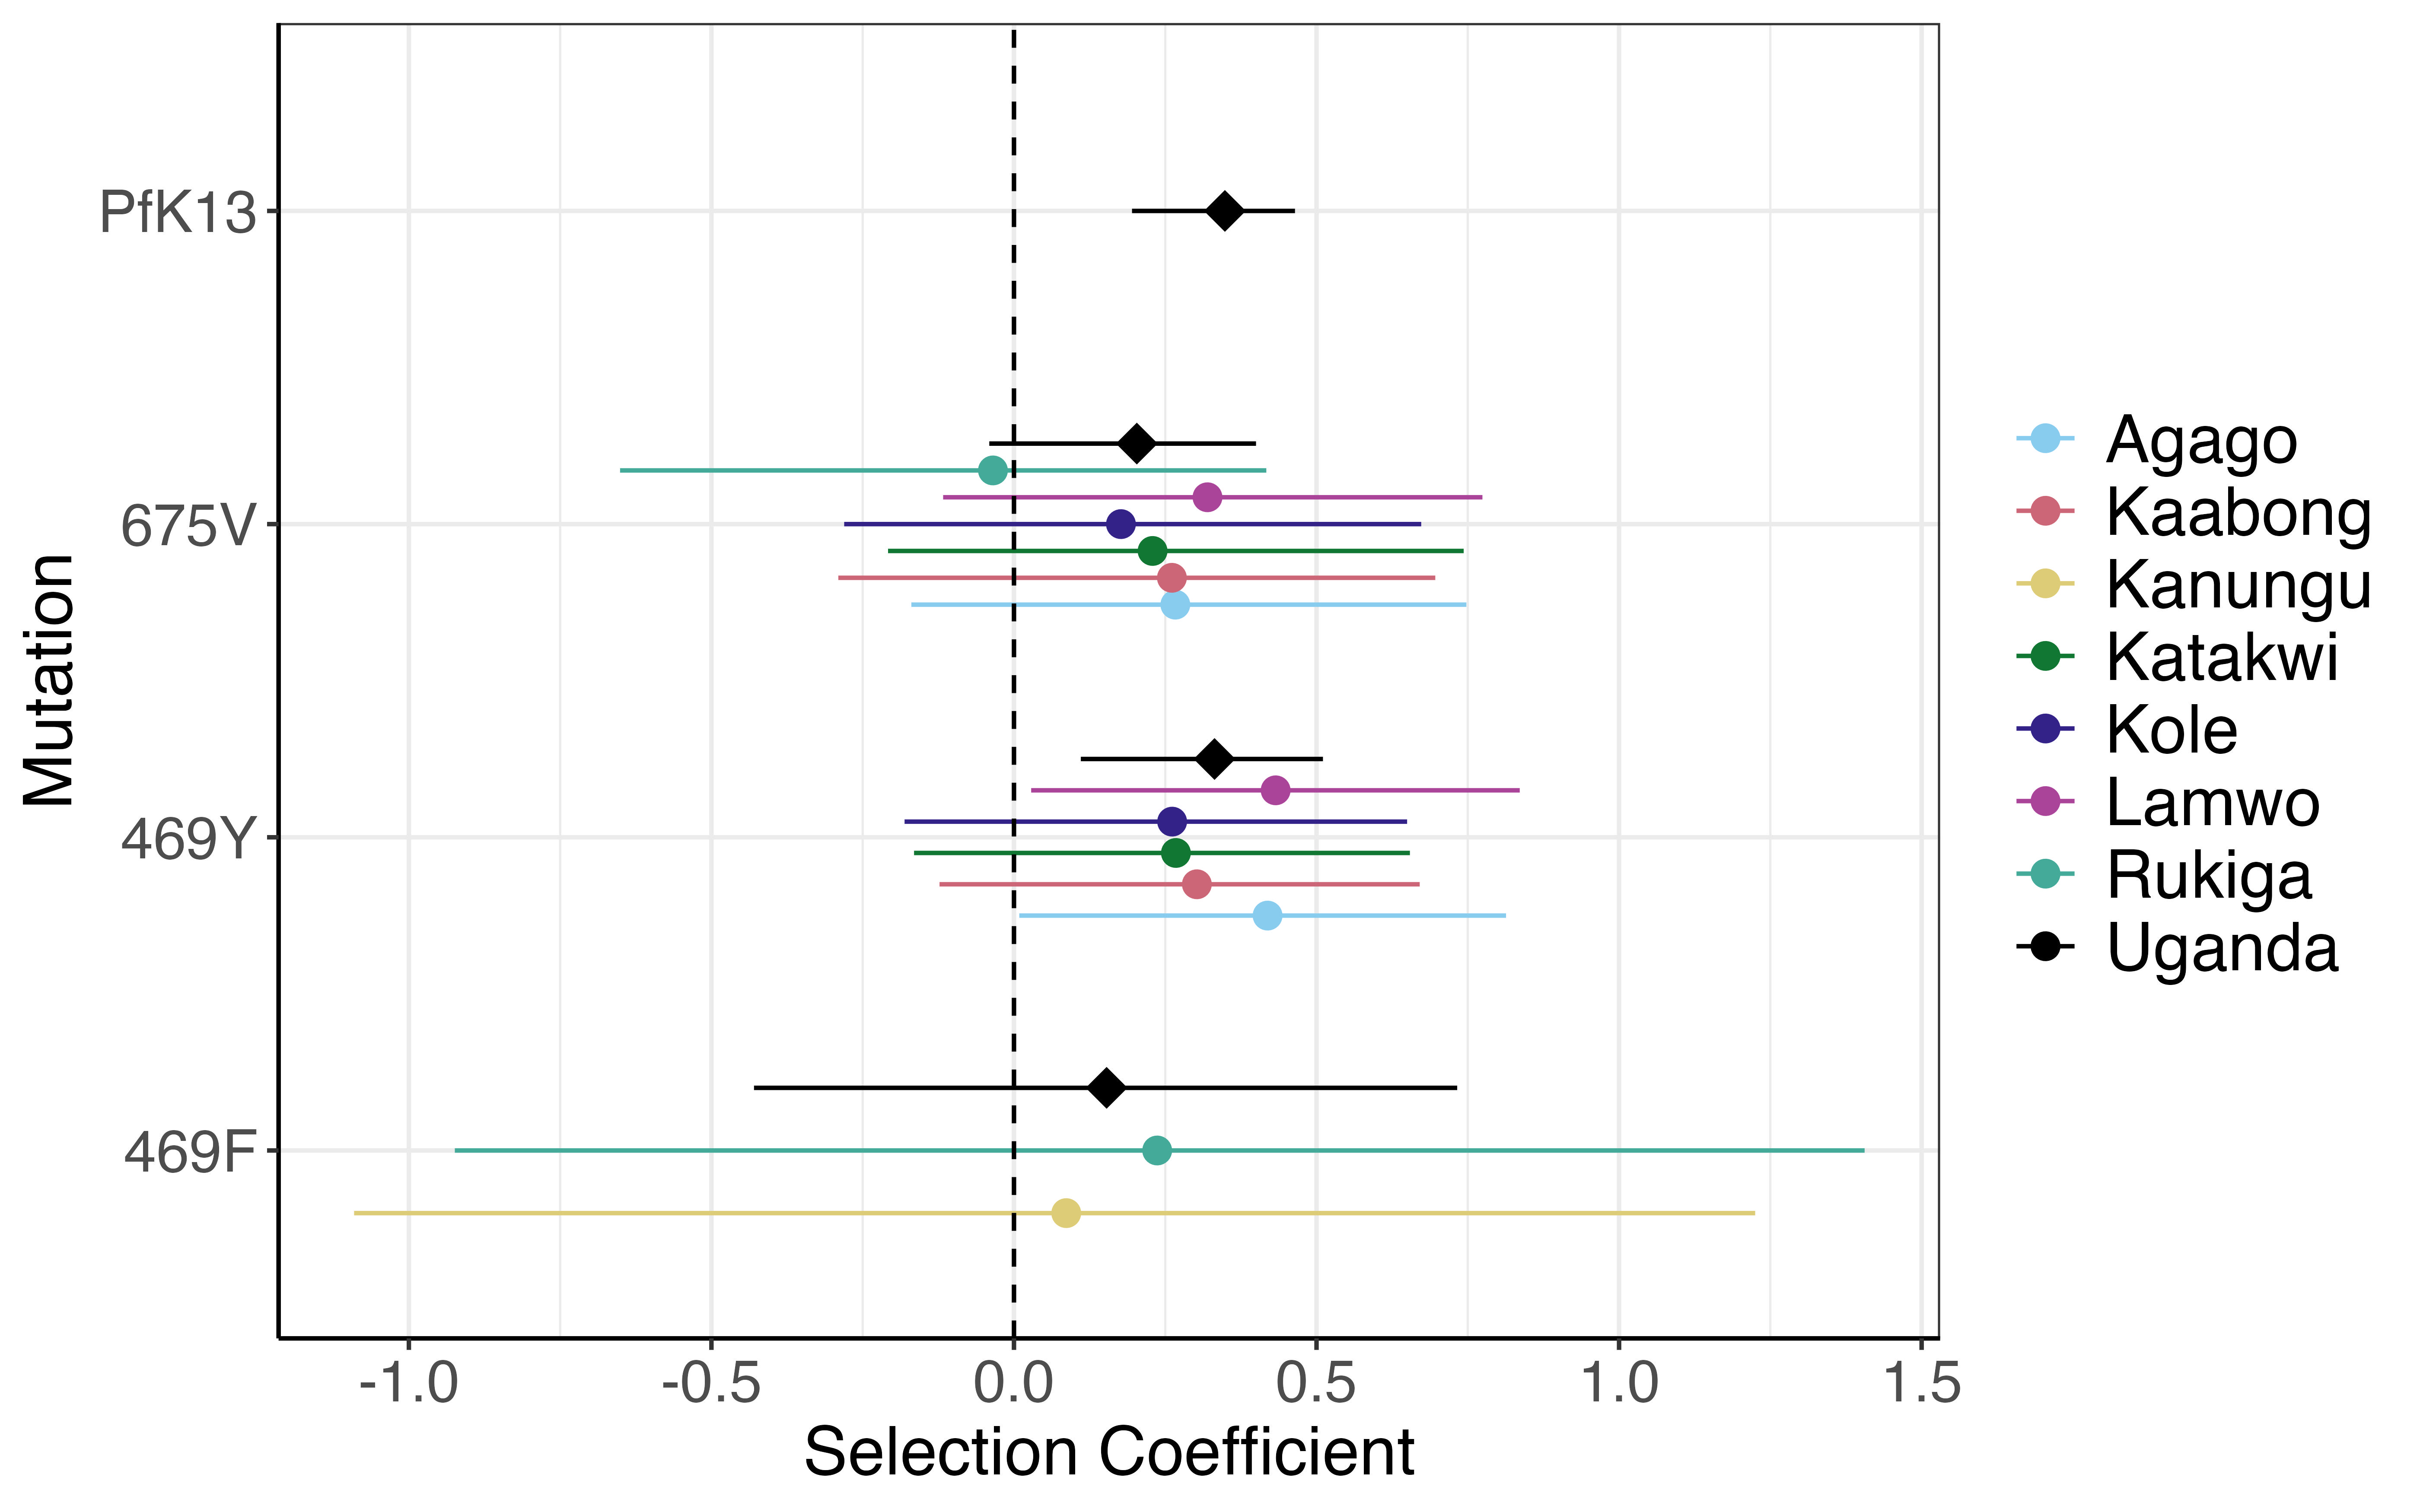 PfK13
675V
469Y
469F
Mutation
-1.0
-0.5
0.0
0.5
1.0
1.5
Selection Coefficient
Agago
Kaabong
Kanungu
Katakwi
Kole
Lamwo
Rukiga
Uganda